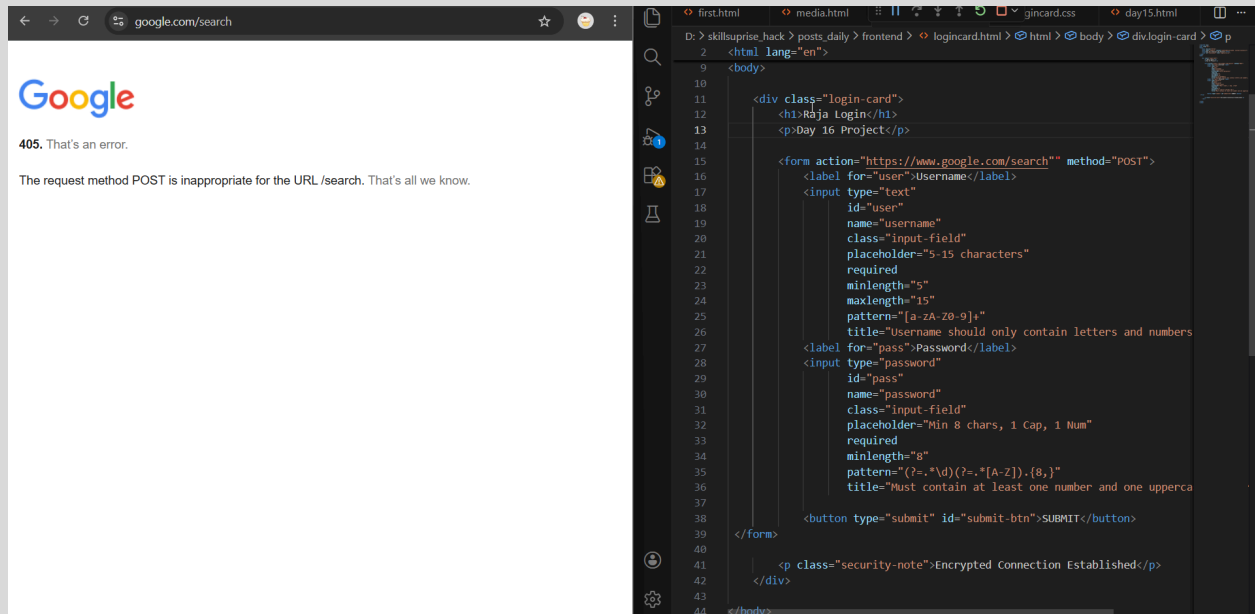 google.com/search
Google
405. That's an error.
The request method POST is inappropriate for the URL /search. That's all we know.
first.html
media.html
gincard.css
day15.html
D: > skillsuprise_hack > posts_daily > frontend > logincard.html > html > body > div.login-card > p
2 <html lang="en">
9 <body>
10
11 <div class="login-card">
12 <h1>Raja Login</h1>
13 <p>Day 16 Project</p>
14
15 <form action="https://www.google.com/search"" method="POST">
16 <label for="user">Username</label>
17 <input type="text"
18 id="user"
19 name="username"
20 class="input-field"
21 placeholder="5-15 characters"
22 required
23 minlength="5"
24 maxlength="15"
25 pattern="[a-zA-Z0-9]+"
26 title="Username should only contain letters and numbers
27 <label for="pass">Password</label>
28 <input type="password"
29 id="pass"
30 name="password"
31 class="input-field"
32 placeholder="Min 8 chars, 1 Cap, 1 Num"
33 required
34 minlength="8"
35 pattern="(?=.*\d)(?=.*[A-Z]).{8,}"
36 title="Must contain at least one number and one upperca
37
38 <button type="submit" id="submit-btn">SUBMIT</button>
39 </form>
40
41 <p class="security-note">Encrypted Connection Established</p>
42 </div>
43
44 </body>
1